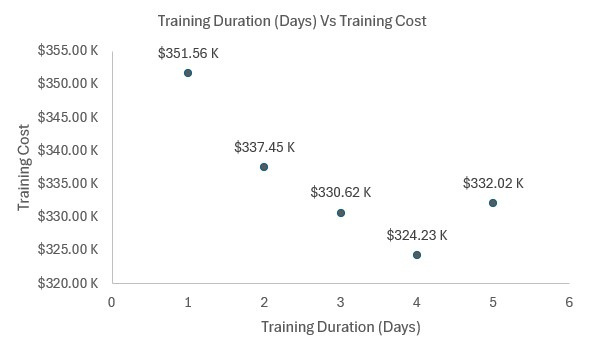 Training Duration (Days) Vs Training Cost
$355.00 K
$350.00 K
$345.00 K
$340.00 K
$335.00 K
$330.00 K
$325.00 K
$320.00 K
Training Cost
$351.56 K
$337.45 K
$330.62 K
$324.23 K
$332.02 K
0 1 2 3 4 5 6
Training Duration (Days)